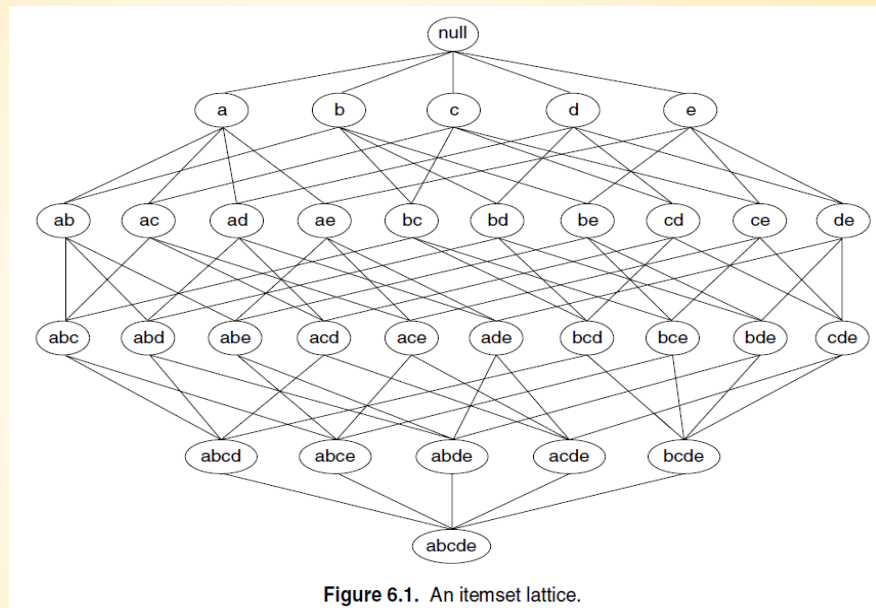 null
a b c d e
ab ac ad ae bc bd be cd ce de
abc abd abe acd ace ade bcd bce bde cde
abcd abce abde acde bcde
abcde
Figure 6.1. An itemset lattice.